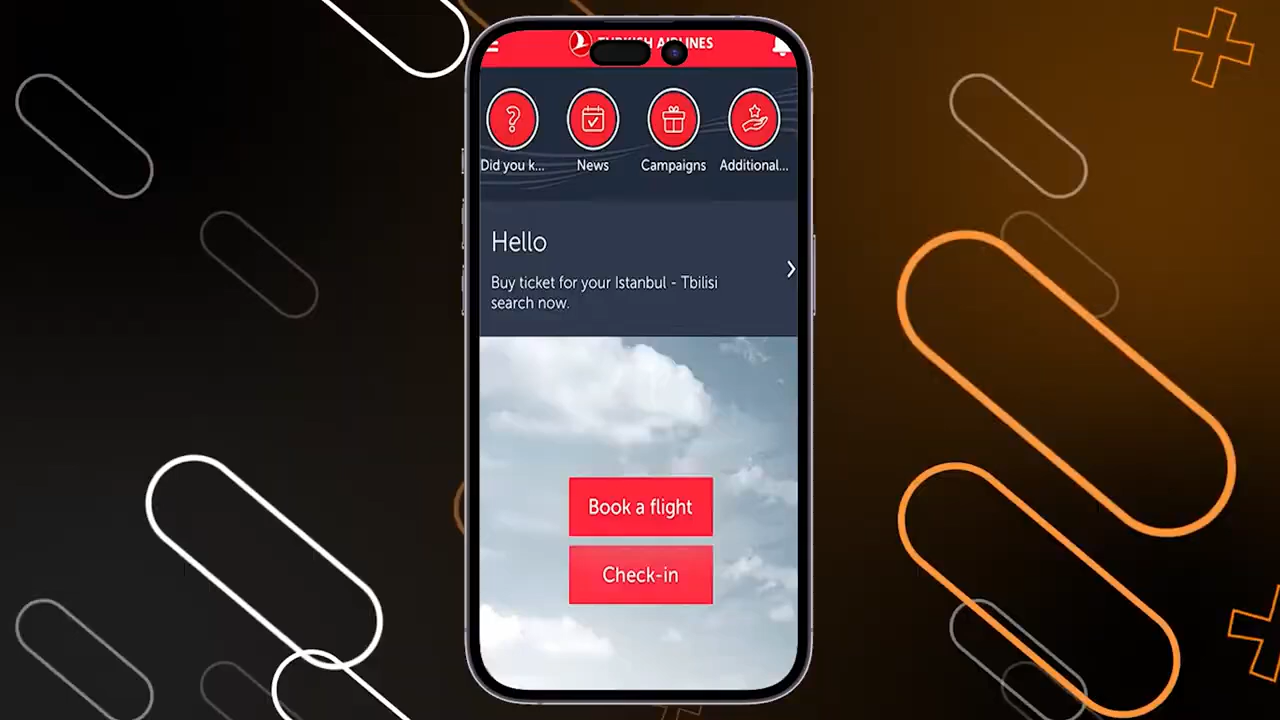 TURKISH AIRLINES
Did you k...
News
Campaigns
Additional...
Hello
Buy ticket for your Istanbul - Tbilisi
search now.
Book a flight
Check-in